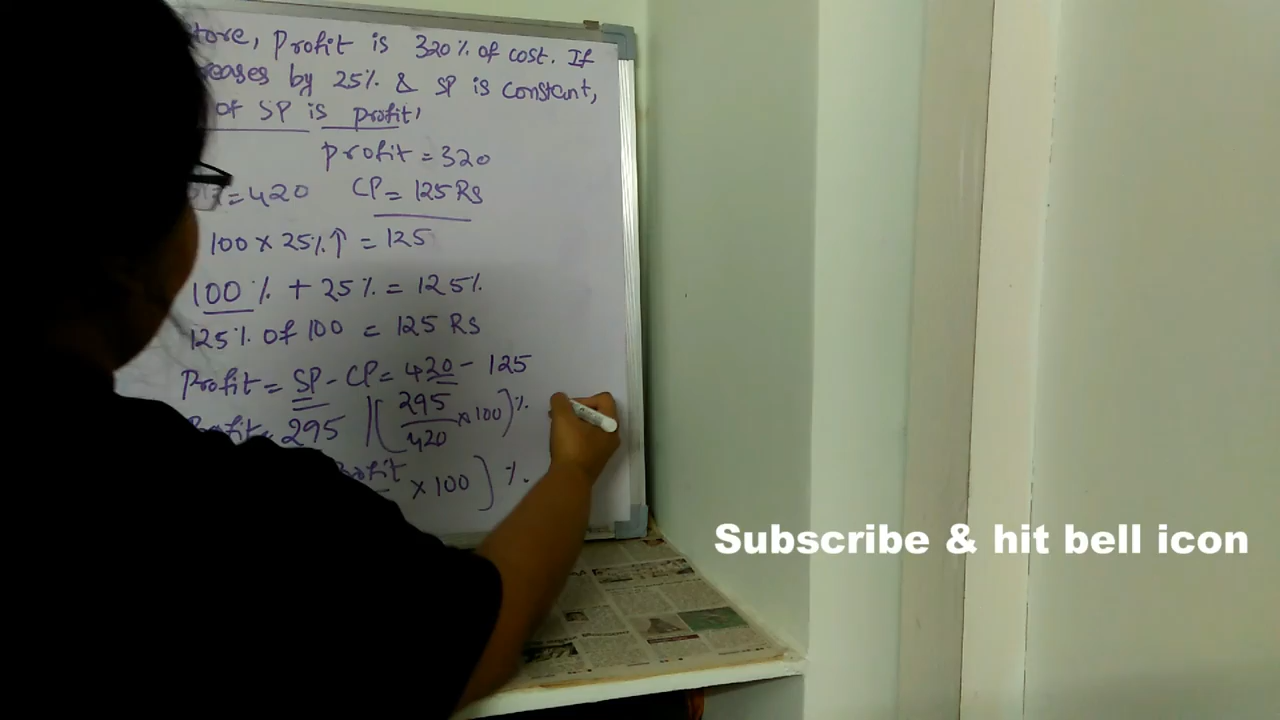 tore, profit is 320% of cost. If
reases by 25% & SP is constant,
of SP is profit,
profit = 320
= 420 CP = 125 Rs
100 x 25%↑ = 125
100% + 25% = 125%
125% of 100 = 125 Rs
Profit = SP - CP = 420 - 125
Profit = 295 | ( 295/420 x 100 ) %
rofit x 100 ] %
Subscribe & hit bell icon